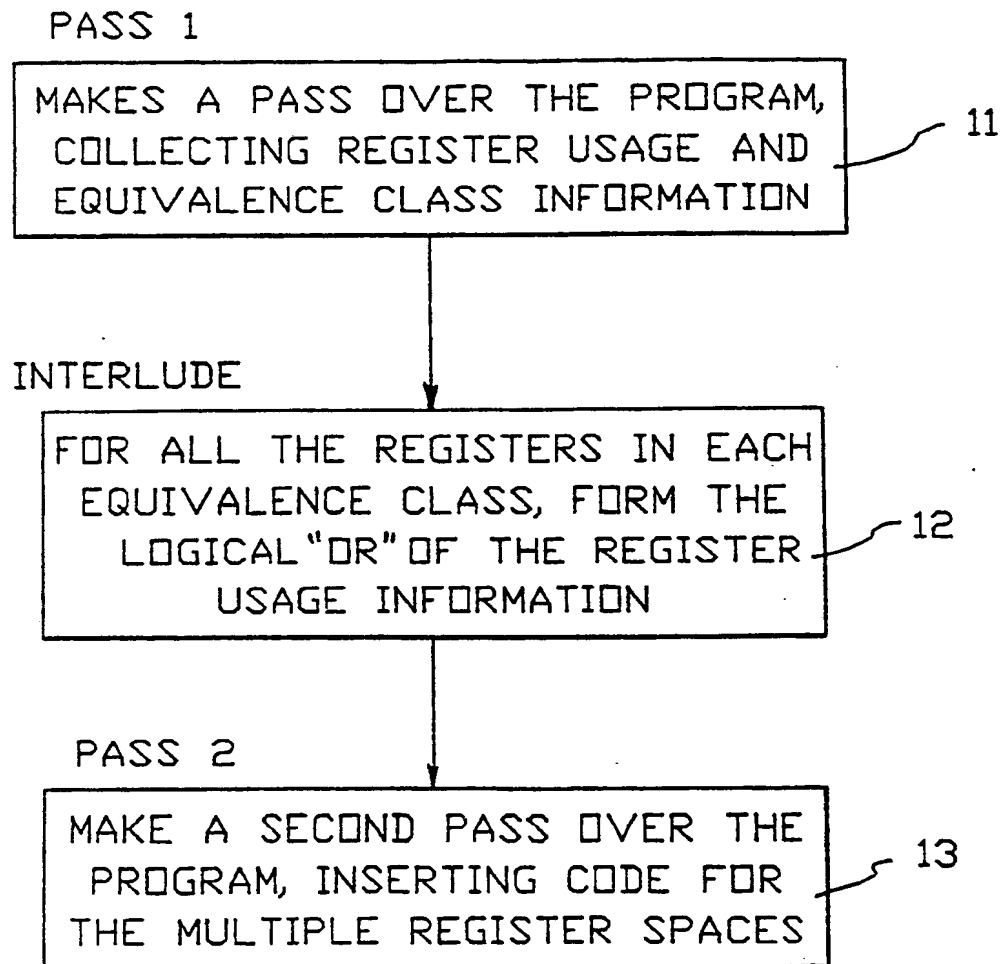 PASS 1
MAKES A PASS OVER THE PROGRAM,
COLLECTING REGISTER USAGE AND
EQUIVALENCE CLASS INFORMATION
11
INTERLUDE
FOR ALL THE REGISTERS IN EACH
EQUIVALENCE CLASS, FORM THE
LOGICAL "OR" OF THE REGISTER
USAGE INFORMATION
12
PASS 2
MAKE A SECOND PASS OVER THE
PROGRAM, INSERTING CODE FOR
THE MULTIPLE REGISTER SPACES
13